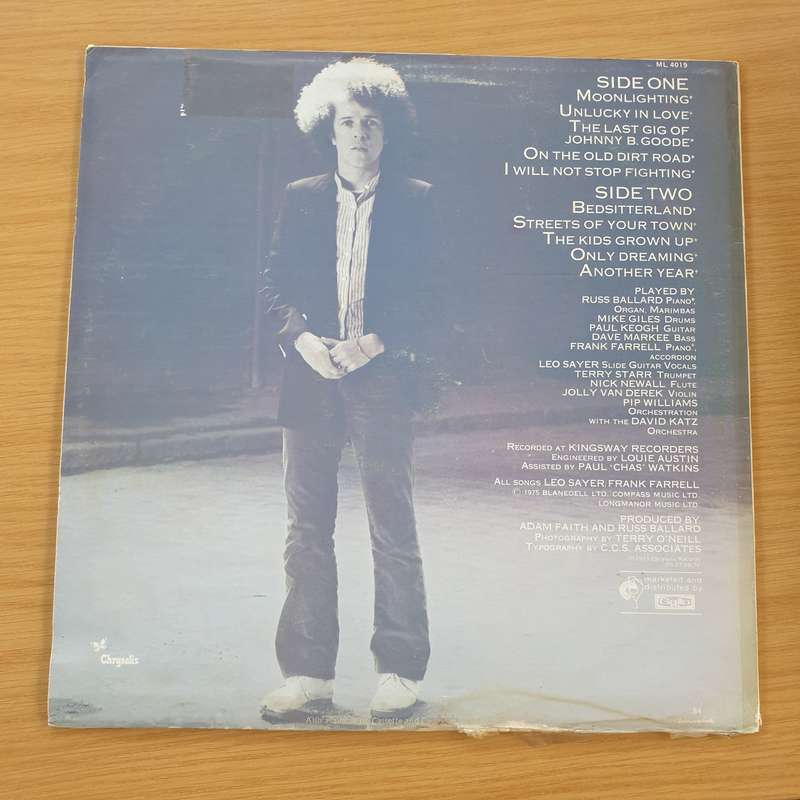 ML 4019
SIDE ONE
MOONLIGHTING*
UNLUCKY IN LOVE*
THE LAST GIG OF
JOHNNY B. GOODE*
ON THE OLD DIRT ROAD*
I WILL NOT STOP FIGHTING*
SIDE TWO
BEDSITTERLAND*
STREETS OF YOUR TOWN*
THE KIDS GROWN UP*
ONLY DREAMING*
ANOTHER YEAR*
PLAYED BY
RUSS BALLARD PIANO*,
ORGAN, MARIMBAS
MIKE GILES DRUMS
PAUL KEOGH GUITAR
DAVE MARKEE BASS
FRANK FARRELL PIANO*,
ACCORDION
LEO SAYER SLIDE GUITAR VOCALS
TERRY STARR TRUMPET
NICK NEWALL FLUTE
JOLLY VAN DEREK VIOLIN
PIP WILLIAMS
ORCHESTRATION
WITH THE DAVID KATZ
ORCHESTRA
RECORDED AT KINGSWAY RECORDERS
ENGINEERED BY LOUIE AUSTIN
ASSISTED BY PAUL 'CHAS' WATKINS
ALL SONGS LEO SAYER, FRANK FARRELL
© 1975 BLANEDELL LTD. COMPASS MUSIC LTD
LONGMANOR MUSIC LTD
PRODUCED BY
ADAM FAITH AND RUSS BALLARD
PHOTOGRAPHY BY TERRY O'NEILL
TYPOGRAPHY BY C.C.S. ASSOCIATES
marketed and
distributed by
Gallo
Chrysalis
Cassette and